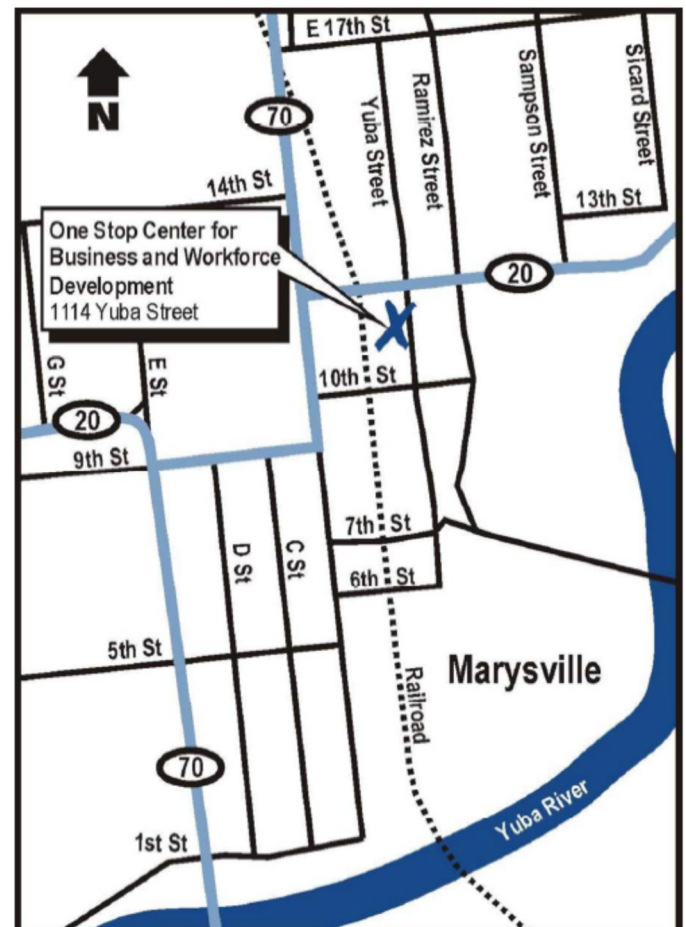 E 17th St
N
70
Yuba Street
Ramirez Street
Sampson Street
Sicard Street
14th St
13th St
One Stop Center for
Business and Workforce
Development
1114 Yuba Street
20
G St
E St
10th St
20
9th St
7th St
D St
C St
6th St
5th St
Marysville
Railroad
70
Yuba River
1st St